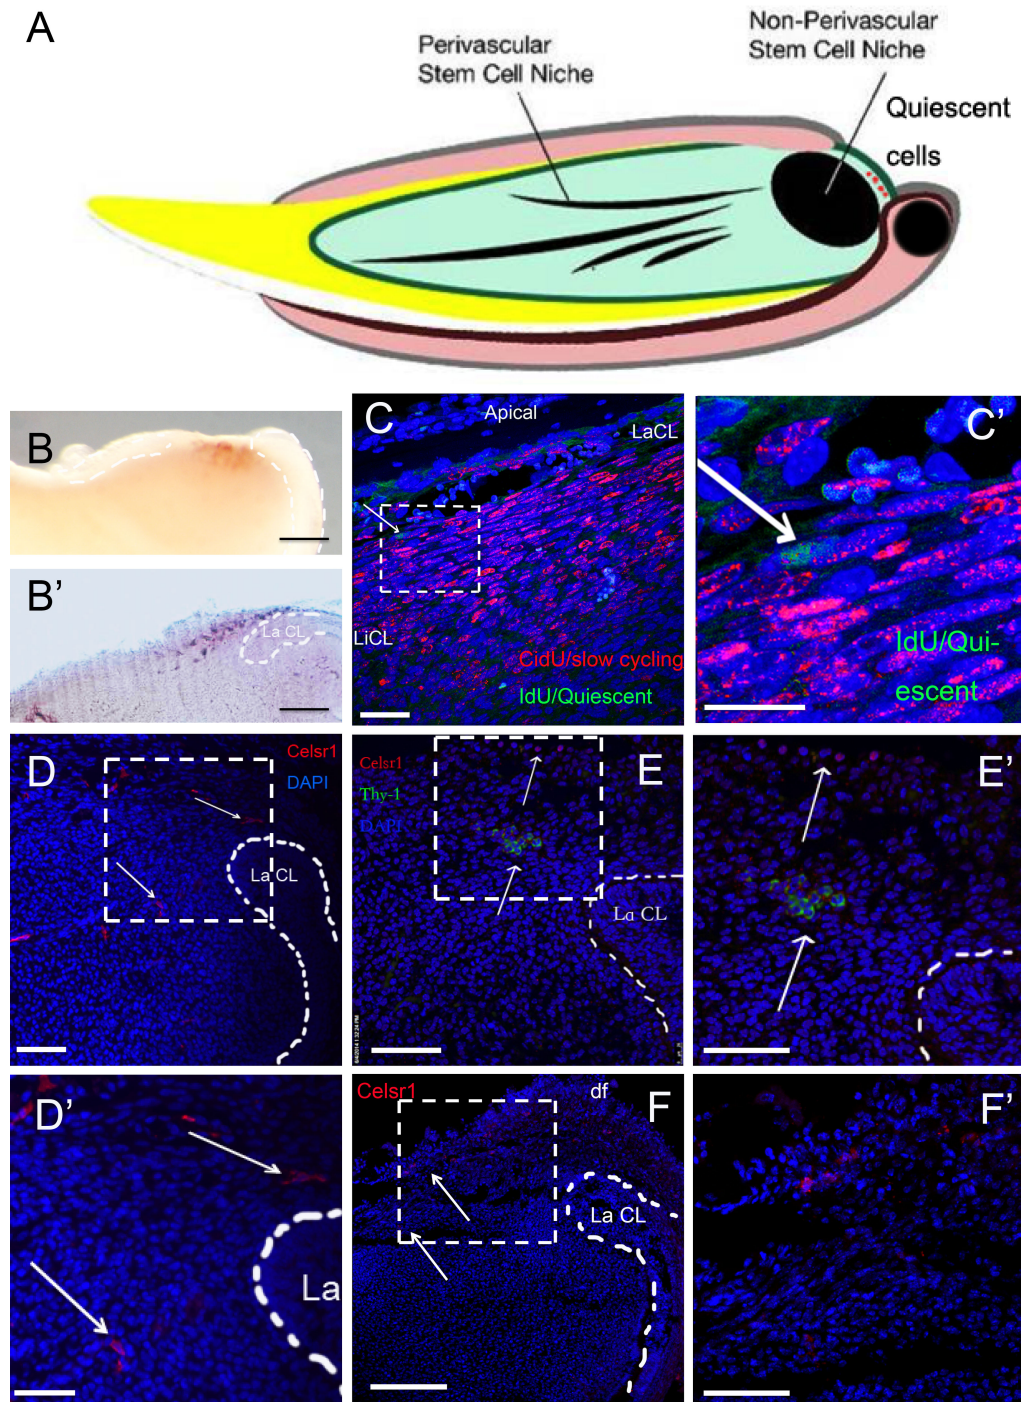 A
Perivascular
Stem Cell Niche
Non-Perivascular
Stem Cell Niche
Quiescent
cells
B
B’
La CL
C
Apical
LaCL
LiCL
CidU/slow cycling
IdU/Quiescent
C’
IdU/Qui-
escent
D
Celsr1
DAPI
La CL
E
Celsr1
Thy-1
DAPI
La CL
E’
D’
La
F
Celsr1
df
La CL
F’